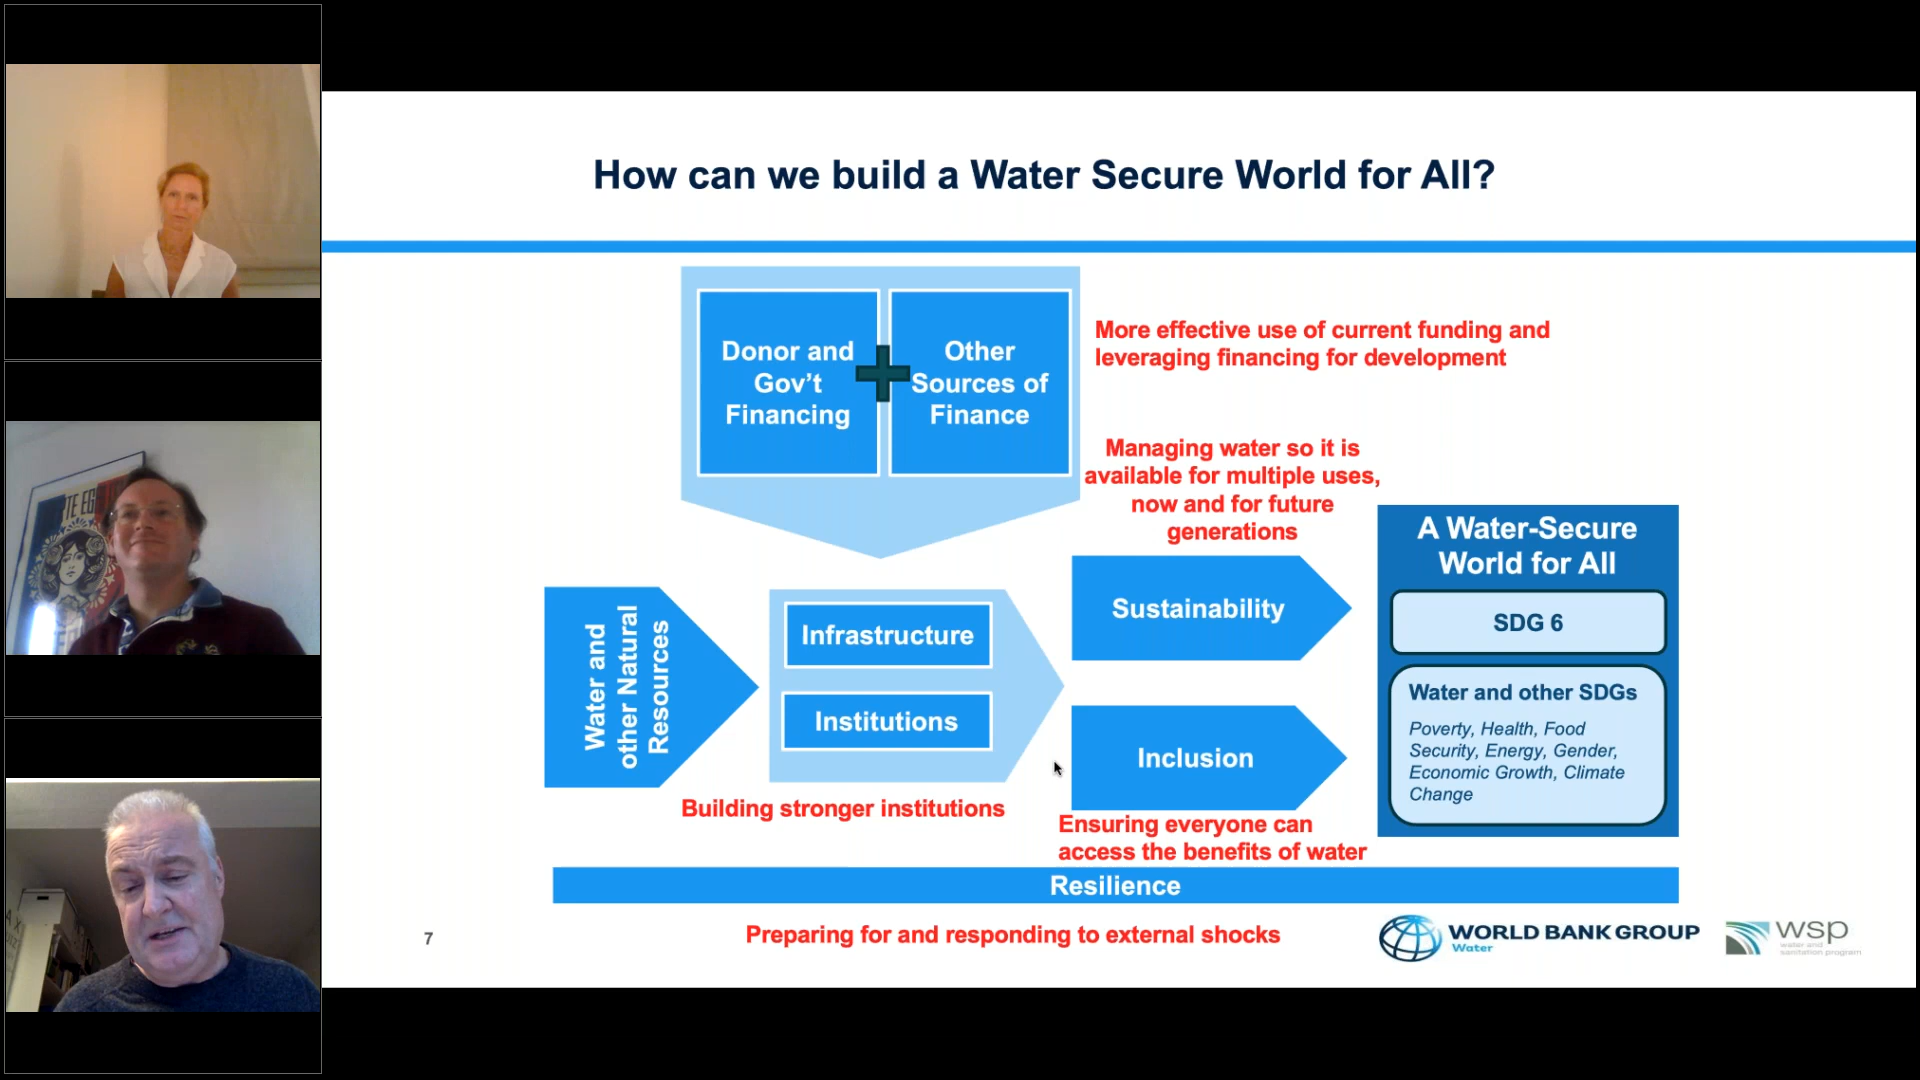 How can we build a Water Secure World for All?
Donor and
Gov't
Financing
Other
Sources of
Finance
More effective use of current funding and
leveraging financing for development
Managing water so it is
available for multiple uses,
now and for future
generations
Water and
other Natural
Resources
Infrastructure
Institutions
Building stronger institutions
Sustainability
Inclusion
Ensuring everyone can
access the benefits of water
A Water-Secure
World for All
SDG 6
Water and other SDGs
Poverty, Health, Food
Security, Energy, Gender,
Economic Growth, Climate
Change
Resilience
Preparing for and responding to external shocks
7
WORLD BANK GROUP
Water
wsp
water and
sanitation program